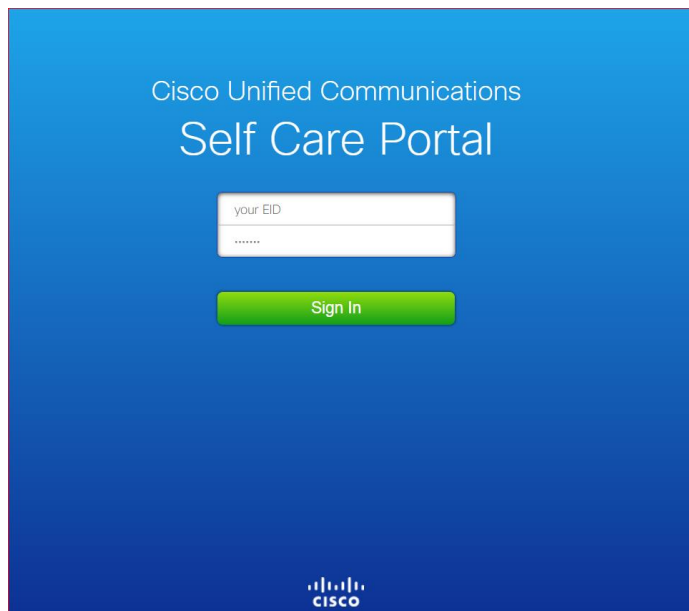 Cisco Unified Communications
Self Care Portal
your EID
.......
Sign In
CISCO